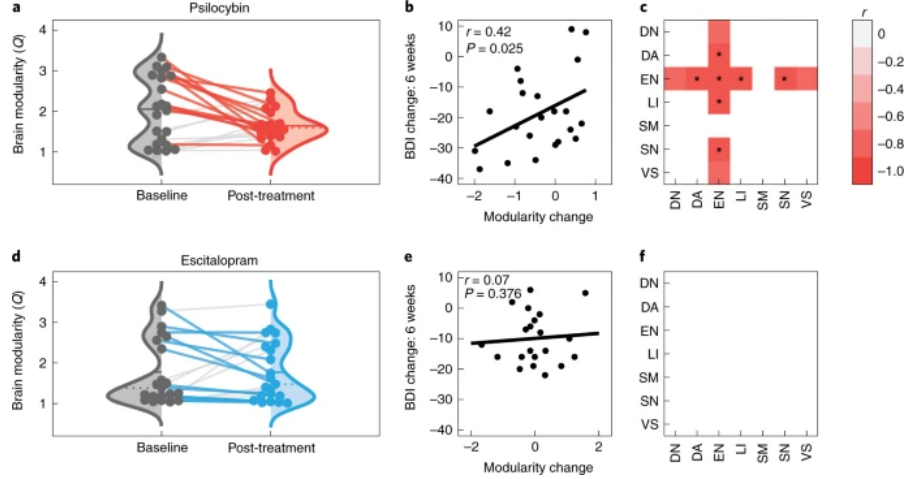 a
Psilocybin
Brain modularity (Q)
4
3
2
1
Baseline
Post-treatment
b
r = 0.42
P = 0.025
BDI change: 6 weeks
10
0
−10
−20
−30
−40
−2
−1
0
1
Modularity change
c
DN
DA
EN
LI
SM
SN
VS
*
* * * *
*
*
DN DA EN LI SM SN VS
r
0
−0.2
−0.4
−0.6
−0.8
−1.0
d
Escitalopram
Brain modularity (Q)
4
3
2
1
Baseline
Post-treatment
e
r = 0.07
P = 0.376
BDI change: 6 weeks
10
0
−10
−20
−30
−40
−2
0
2
Modularity change
f
DN
DA
EN
LI
SM
SN
VS
DN DA EN LI SM SN VS